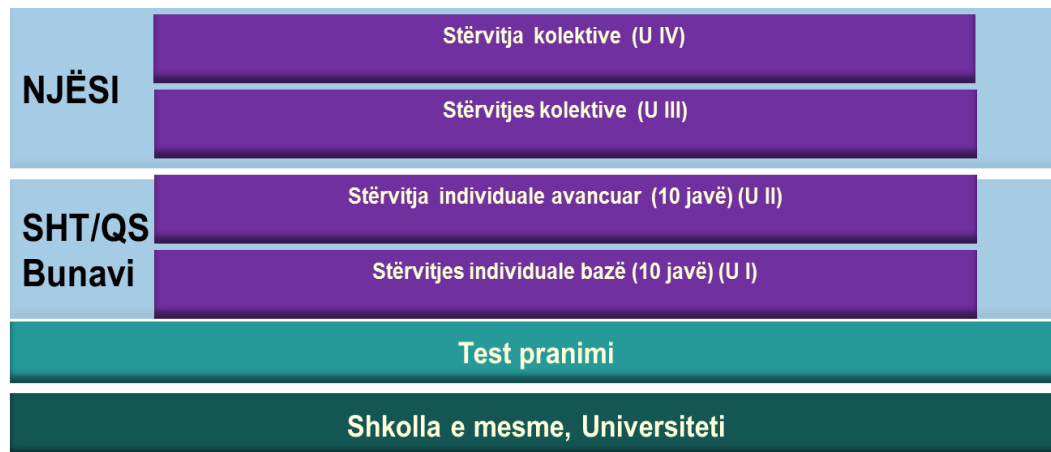 NJËSI
Stërvitja kolektive (U IV)
Stërvitjes kolektive (U III)
SHT/QS
Bunavi
Stërvitja individuale avancuar (10 javë) (U II)
Stërvitjes individuale bazë (10 javë) (U I)
Test pranimi
Shkolla e mesme, Universiteti